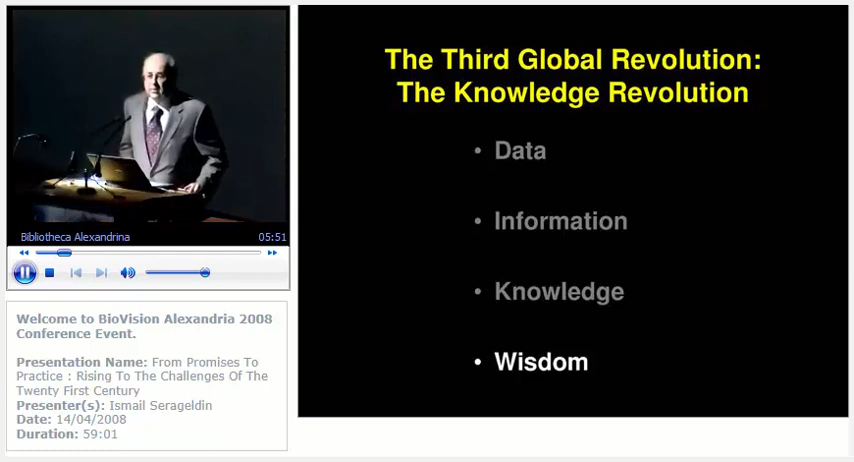 The Third Global Revolution:
The Knowledge Revolution
• Data
• Information
• Knowledge
• Wisdom
Bibliotheca Alexandrina 05:51
Welcome to BioVision Alexandria 2008
Conference Event.
Presentation Name: From Promises To
Practice : Rising To The Challenges Of The
Twenty First Century
Presenter(s): Ismail Serageldin
Date: 14/04/2008
Duration: 59:01